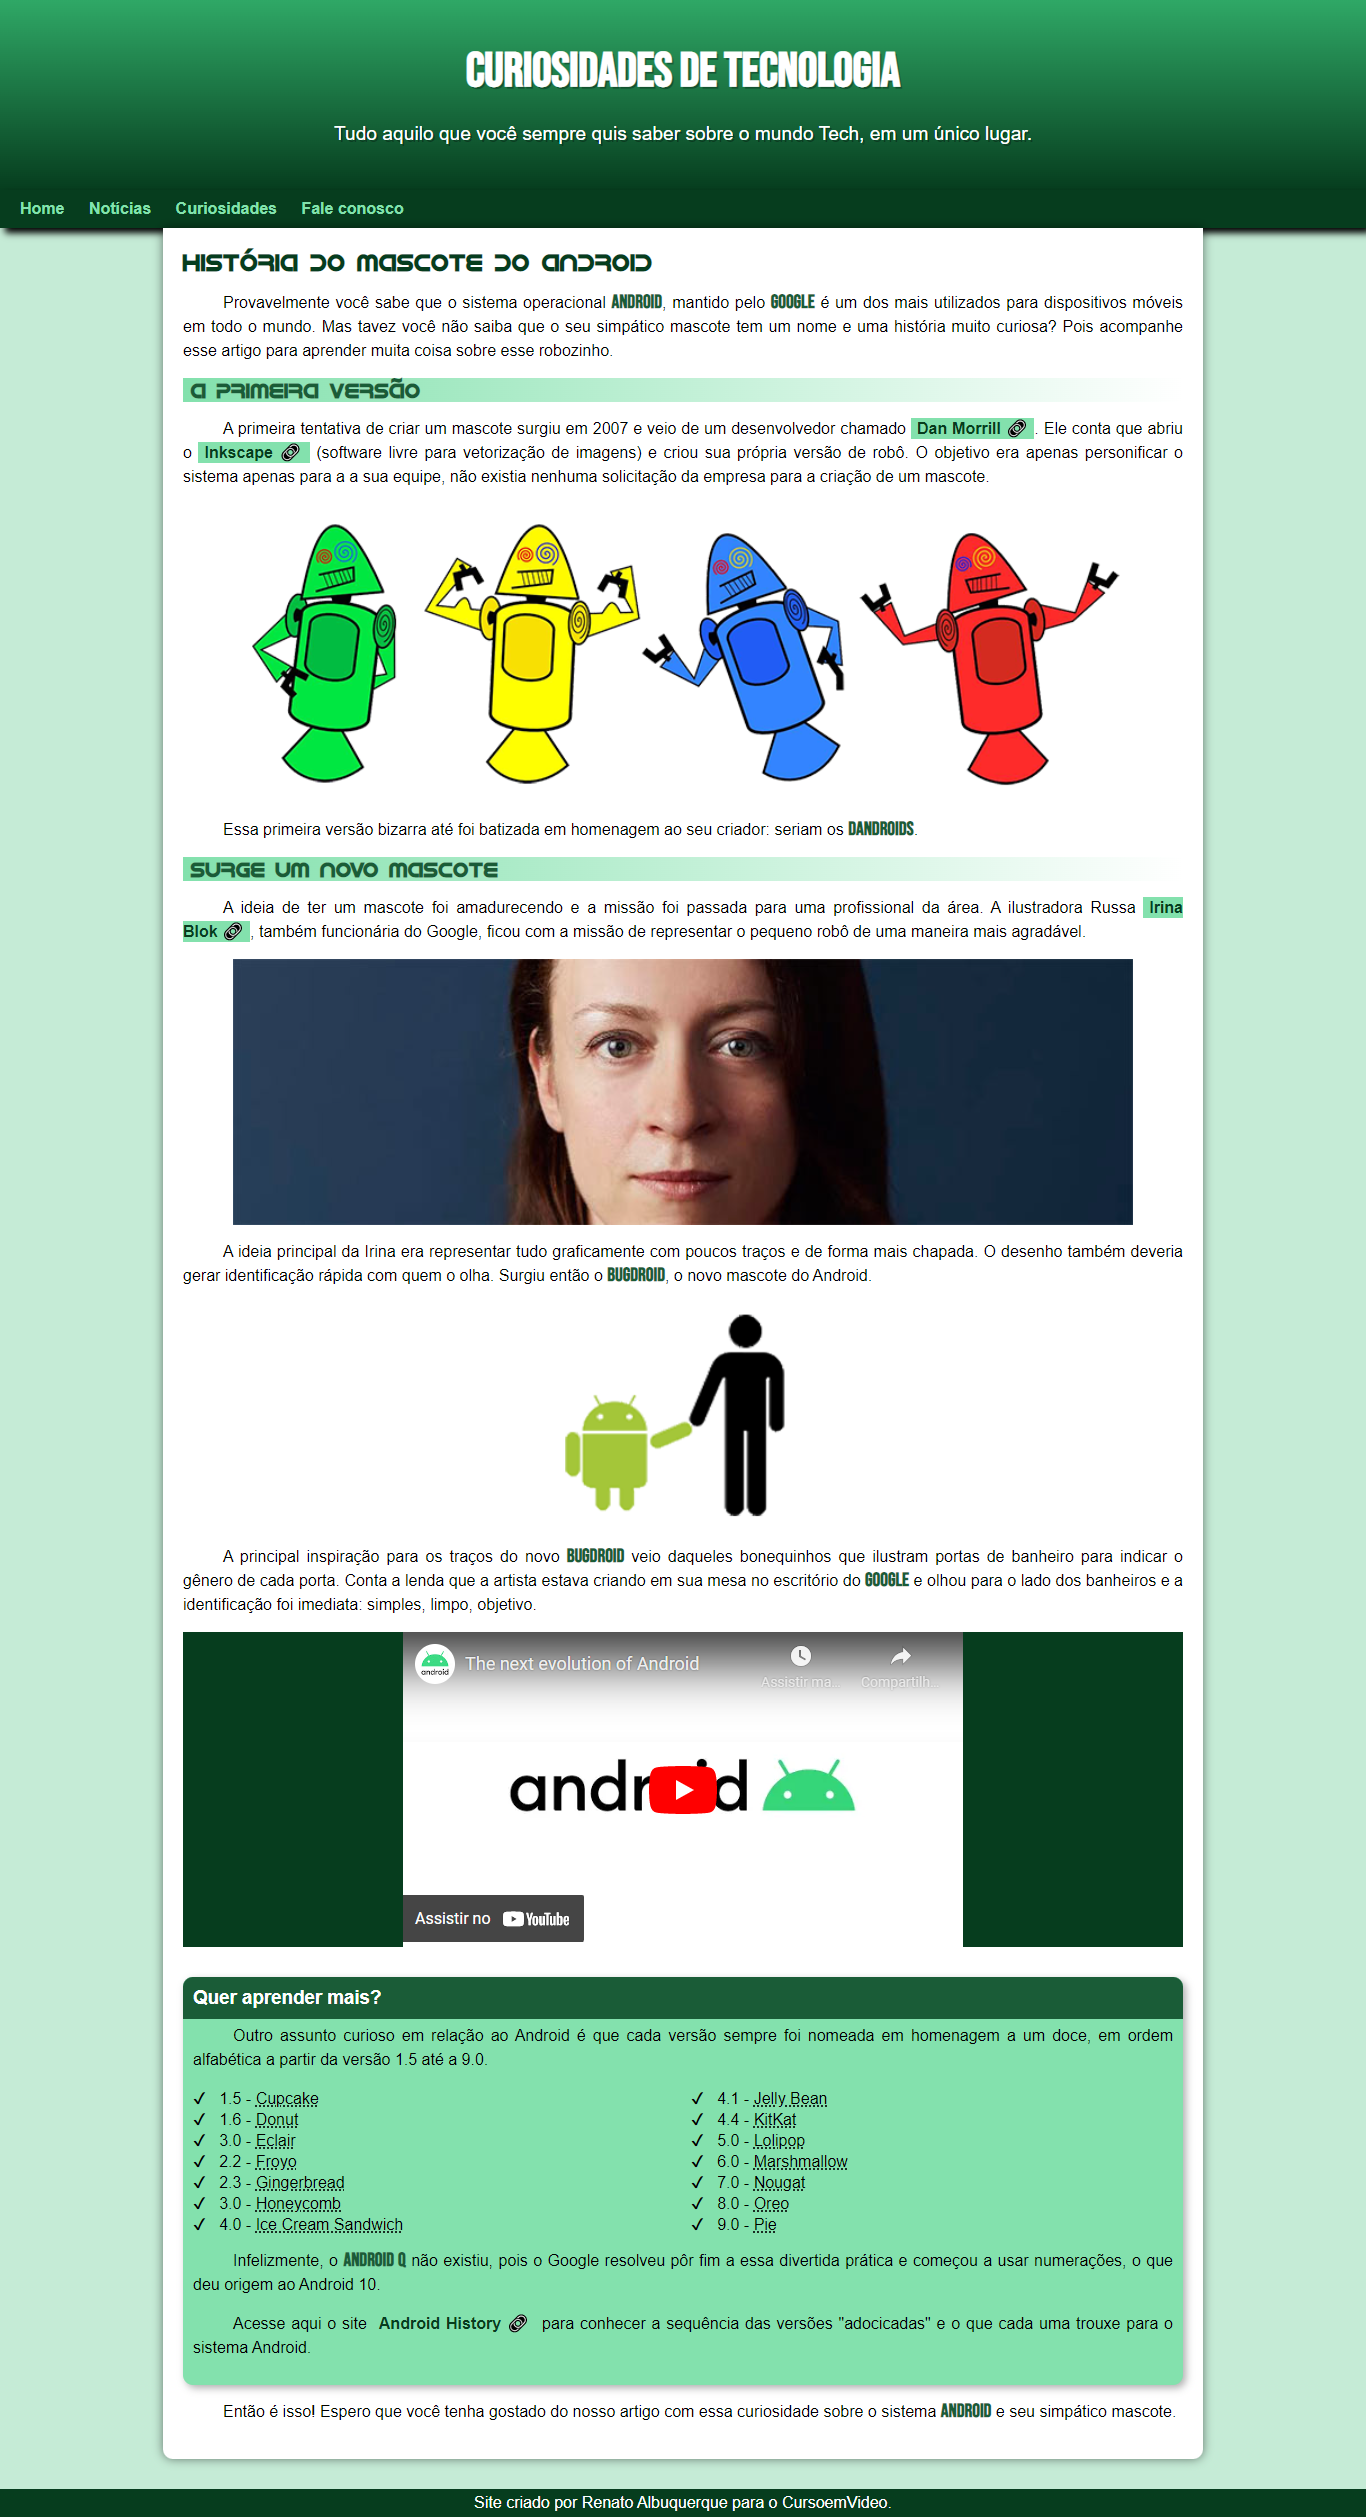 CURIOSIDADES DE TECNOLOGIA
Tudo aquilo que você sempre quis saber sobre o mundo Tech, em um único lugar.
Home Notícias Curiosidades Fale conosco
HISTÓRIA DO MASCOTE DO ANDROID
Provavelmente você sabe que o sistema operacional ANDROID, mantido pelo GOOGLE é um dos mais utilizados para dispositivos móveis
em todo o mundo. Mas tavez você não saiba que o seu simpático mascote tem um nome e uma história muito curiosa? Pois acompanhe
esse artigo para aprender muita coisa sobre esse robozinho.
A PRIMEIRA VERSÃO
A primeira tentativa de criar um mascote surgiu em 2007 e veio de um desenvolvedor chamado Dan Morrill. Ele conta que abriu
o Inkscape (software livre para vetorização de imagens) e criou sua própria versão de robô. O objetivo era apenas personificar o
sistema apenas para a a sua equipe, não existia nenhuma solicitação da empresa para a criação de um mascote.
Essa primeira versão bizarra até foi batizada em homenagem ao seu criador: seriam os DANDROIDS.
SURGE UM NOVO MASCOTE
A ideia de ter um mascote foi amadurecendo e a missão foi passada para uma profissional da área. A ilustradora Russa Irina
Blok, também funcionária do Google, ficou com a missão de representar o pequeno robô de uma maneira mais agradável.
A ideia principal da Irina era representar tudo graficamente com poucos traços e de forma mais chapada. O desenho também deveria
gerar identificação rápida com quem o olha. Surgiu então o BUGDROID, o novo mascote do Android.
A principal inspiração para os traços do novo BUGDROID veio daqueles bonequinhos que ilustram portas de banheiro para indicar o
gênero de cada porta. Conta a lenda que a artista estava criando em sua mesa no escritório do GOOGLE e olhou para o lado dos banheiros e a
identificação foi imediata: simples, limpo, objetivo.
android
The next evolution of Android
Assistir ma...
Compartilh...
android
Assistir no YouTube
Quer aprender mais?
Outro assunto curioso em relação ao Android é que cada versão sempre foi nomeada em homenagem a um doce, em ordem
alfabética a partir da versão 1.5 até a 9.0.
✓ 1.5 - Cupcake
✓ 1.6 - Donut
✓ 3.0 - Eclair
✓ 2.2 - Froyo
✓ 2.3 - Gingerbread
✓ 3.0 - Honeycomb
✓ 4.0 - Ice Cream Sandwich
✓ 4.1 - Jelly Bean
✓ 4.4 - KitKat
✓ 5.0 - Lolipop
✓ 6.0 - Marshmallow
✓ 7.0 - Nougat
✓ 8.0 - Oreo
✓ 9.0 - Pie
Infelizmente, o ANDROID Q não existiu, pois o Google resolveu pôr fim a essa divertida prática e começou a usar numerações, o que
deu origem ao Android 10.
Acesse aqui o site Android History para conhecer a sequência das versões "adocicadas" e o que cada uma trouxe para o
sistema Android.
Então é isso! Espero que você tenha gostado do nosso artigo com essa curiosidade sobre o sistema ANDROID e seu simpático mascote.
Site criado por Renato Albuquerque para o CursoemVideo.